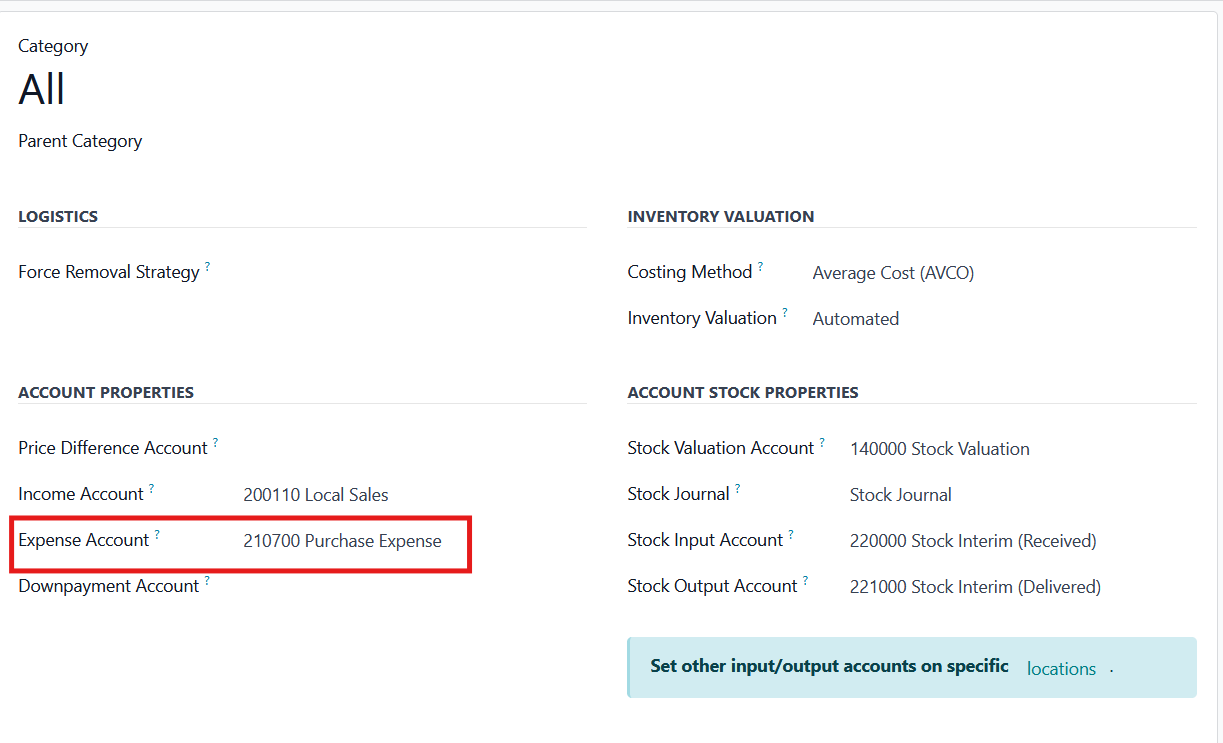 Category
All
Parent Category
LOGISTICS
Force Removal Strategy ?
INVENTORY VALUATION
Costing Method ? Average Cost (AVCO)
Inventory Valuation ? Automated
ACCOUNT PROPERTIES
Price Difference Account ?
Income Account ? 200110 Local Sales
Expense Account ? 210700 Purchase Expense
Downpayment Account ?
ACCOUNT STOCK PROPERTIES
Stock Valuation Account ? 140000 Stock Valuation
Stock Journal ? Stock Journal
Stock Input Account ? 220000 Stock Interim (Received)
Stock Output Account ? 221000 Stock Interim (Delivered)
Set other input/output accounts on specific locations .